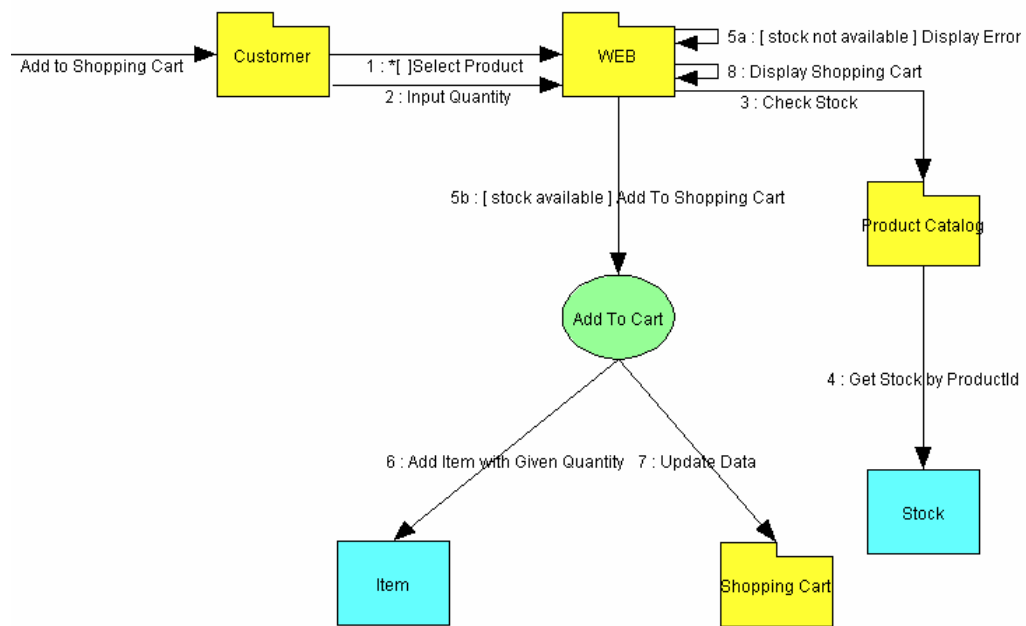 Customer
WEB
5a : [ stock not available ] Display Error
Add to Shopping Cart
1 : *[ ]Select Product
8 : Display Shopping Cart
2 : Input Quantity
3 : Check Stock
5b : [ stock available ] Add To Shopping Cart
Product Catalog
Add To Cart
4 : Get Stock by ProductId
6 : Add Item with Given Quantity
7 : Update Data
Stock
Item
Shopping Cart